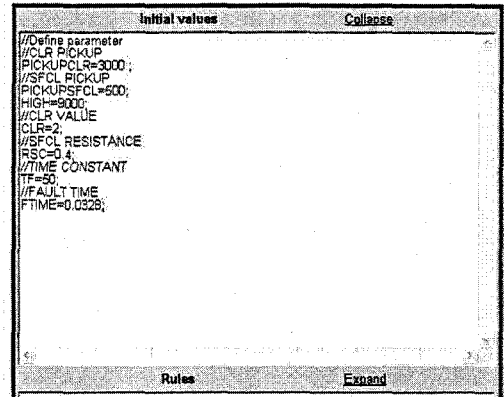 Initial values Collapse
//Define parameter
//CLR PICKUP
PICKUPCLR=3000;
//SFCL PICKUP
PICKUPSFCL=500;
HIGH=9000;
//CLR VALUE
CLR=2;
//SFCL RESISTANCE
RSC=0.4;
//TIME CONSTANT
TF=50;
//FAULT TIME
FTIME=0.0328;
Rules Expand